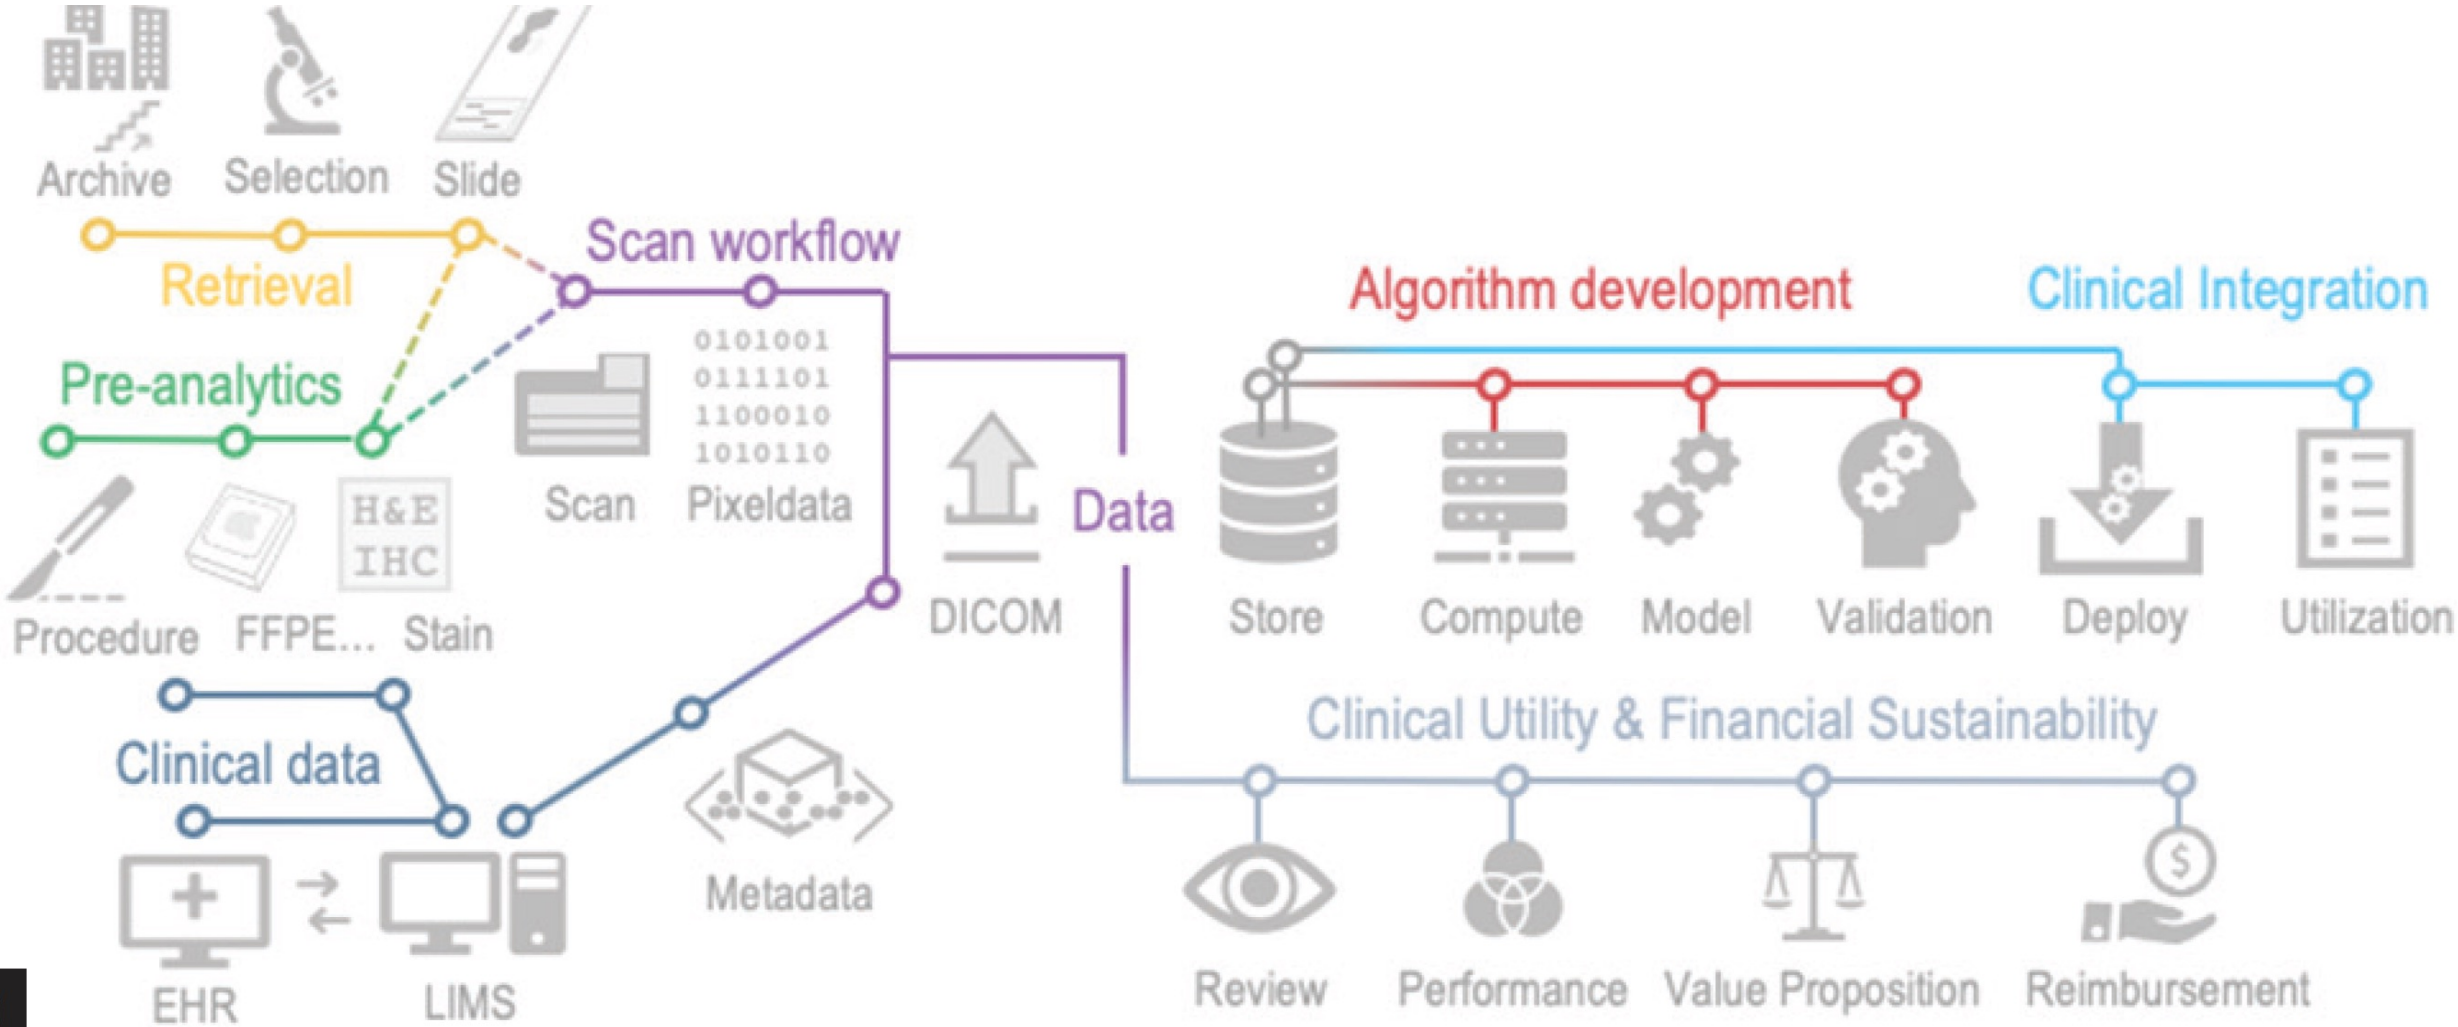 Archive
Selection
Slide
Retrieval
Scan workflow
Pre-analytics
0101001
0111101
1100010
1010110
Scan
Pixeldata
H&E
IHC
Procedure
FFPE...
Stain
Clinical data
EHR
LIMS
Metadata
DICOM
Data
Algorithm development
Clinical Integration
Store
Compute
Model
Validation
Deploy
Utilization
Clinical Utility & Financial Sustainability
$
Review
Performance
Value Proposition
Reimbursement